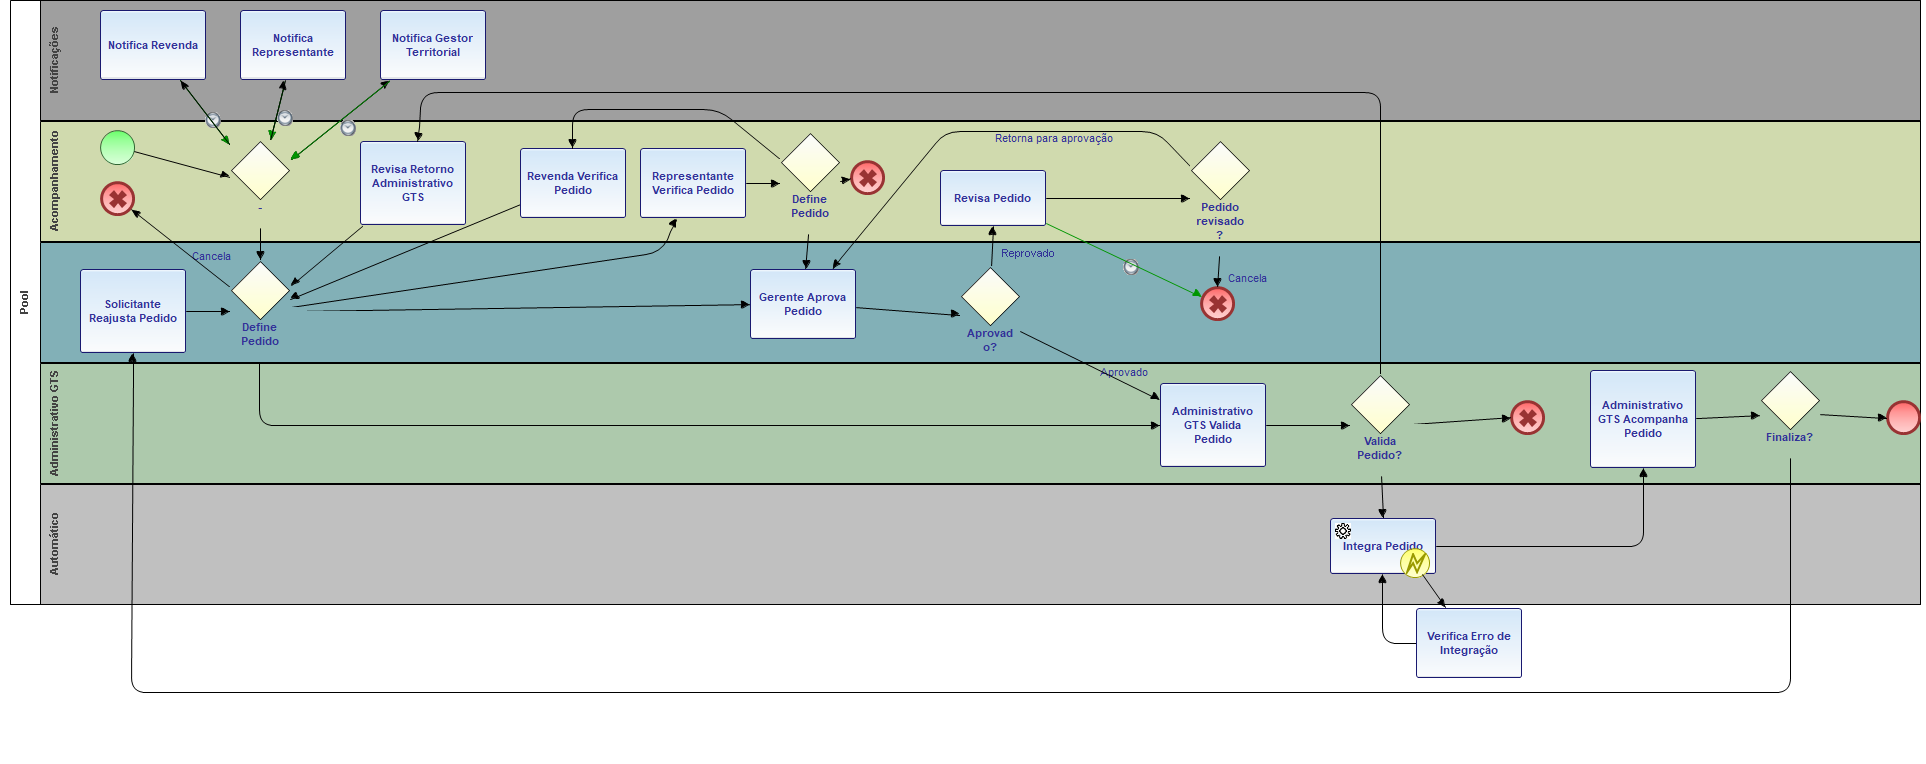 Pool
Notificações
Notifica Revenda
Notifica
Representante
Notifica Gestor
Territorial
Acompanhamento
-
Revisa Retorno
Administrativo
GTS
Revenda Verifica
Pedido
Representante
Verifica Pedido
Define
Pedido
Retorna para aprovação
Revisa Pedido
Pedido
revisado
?
Cancela
Solicitante
Reajusta Pedido
Define
Pedido
Gerente Aprova
Pedido
Reprovado
Aprovad
o?
Cancela
Administrativo GTS
Aprovado
Administrativo
GTS Valida
Pedido
Valida
Pedido?
Administrativo
GTS Acompanha
Pedido
Finaliza?
Automático
Integra Pedido
Verifica Erro de
Integração